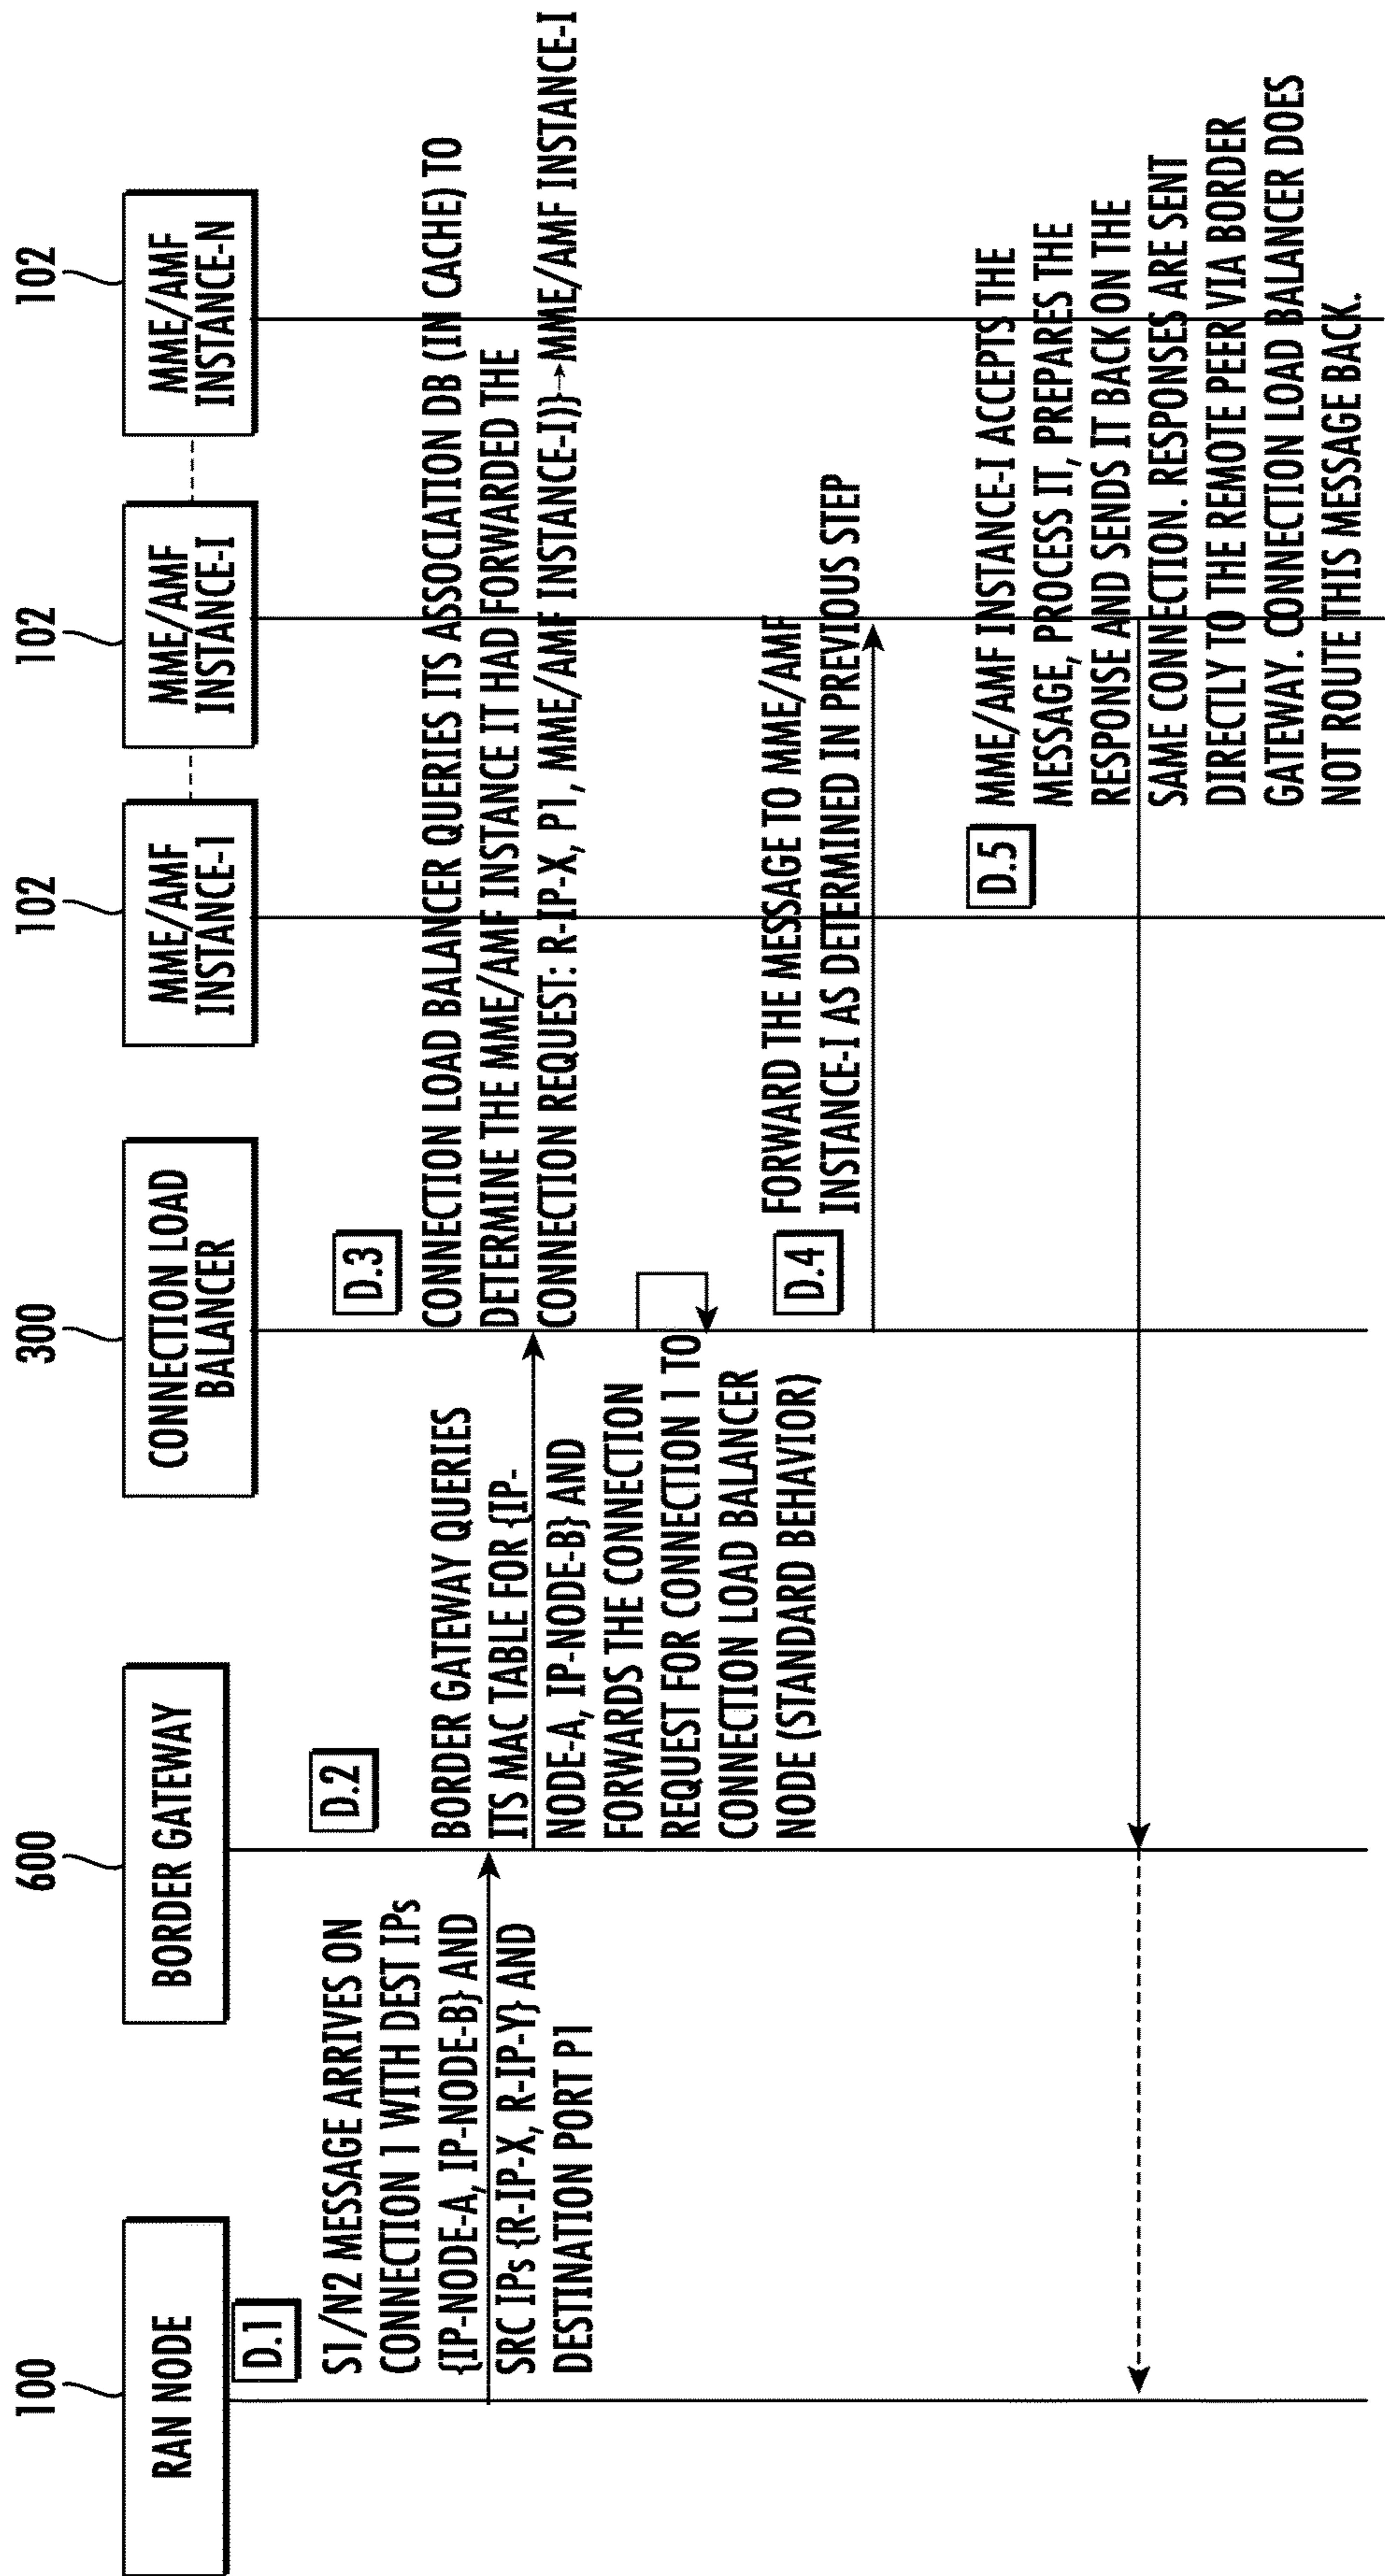 100
RAN NODE
600
BORDER GATEWAY
300
CONNECTION LOAD
BALANCER
102
MME/AMF
INSTANCE-1
102
MME/AMF
INSTANCE-I
102
MME/AMF
INSTANCE-N
D.1
S1/N2 MESSAGE ARRIVES ON
CONNECTION 1 WITH DEST IPs
{IP-NODE-A, IP-NODE-B} AND
SRC IPs {R-IP-X, R-IP-Y} AND
DESTINATION PORT P1
D.2
BORDER GATEWAY QUERIES
ITS MAC TABLE FOR {IP-
NODE-A, IP-NODE-B} AND
FORWARDS THE CONNECTION
REQUEST FOR CONNECTION 1 TO
CONNECTION LOAD BALANCER
NODE (STANDARD BEHAVIOR)
D.3
CONNECTION LOAD BALANCER QUERIES ITS ASSOCIATION DB (IN CACHE) TO
DETERMINE THE MME/AMF INSTANCE IT HAD FORWARDED THE
CONNECTION REQUEST: R-IP-X, P1, MME/AMF INSTANCE-I)}→MME/AMF INSTANCE-I
D.4
FORWARD THE MESSAGE TO MME/AMF
INSTANCE-I AS DETERMINED IN PREVIOUS STEP
D.5
MME/AMF INSTANCE-I ACCEPTS THE
MESSAGE, PROCESS IT, PREPARES THE
RESPONSE AND SENDS IT BACK ON THE
SAME CONNECTION. RESPONSES ARE SENT
DIRECTLY TO THE REMOTE PEER VIA BORDER
GATEWAY. CONNECTION LOAD BALANCER DOES
NOT ROUTE THIS MESSAGE BACK.